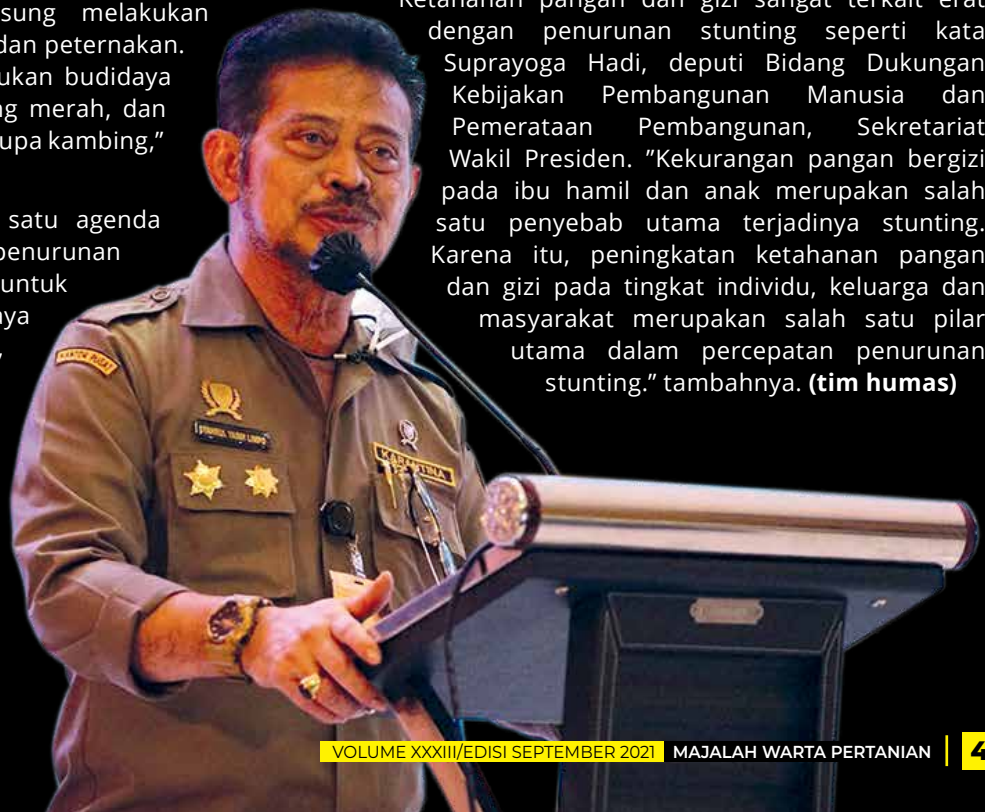 sung melakukan
dan peternakan.
ukan budidaya
ng merah, dan
upa kambing,”
satu agenda
penurunan
untuk
nya
Ketahanan pangan dan gizi sangat terkait erat
dengan penurunan stunting seperti kata
Suprayoga Hadi, deputi Bidang Dukungan
Kebijakan Pembangunan Manusia dan
Pemerataan Pembangunan, Sekretariat
Wakil Presiden. ”Kekurangan pangan bergizi
pada ibu hamil dan anak merupakan salah
satu penyebab utama terjadinya stunting.
Karena itu, peningkatan ketahanan pangan
dan gizi pada tingkat individu, keluarga dan
masyarakat merupakan salah satu pilar
utama dalam percepatan penurunan
stunting.” tambahnya. (tim humas)
KANTOR PUSAT
SYAHRUL YASIN LIMPO
KARANTINA
VOLUME XXXIII/EDISI SEPTEMBER 2021 MAJALAH WARTA PERTANIAN | 4